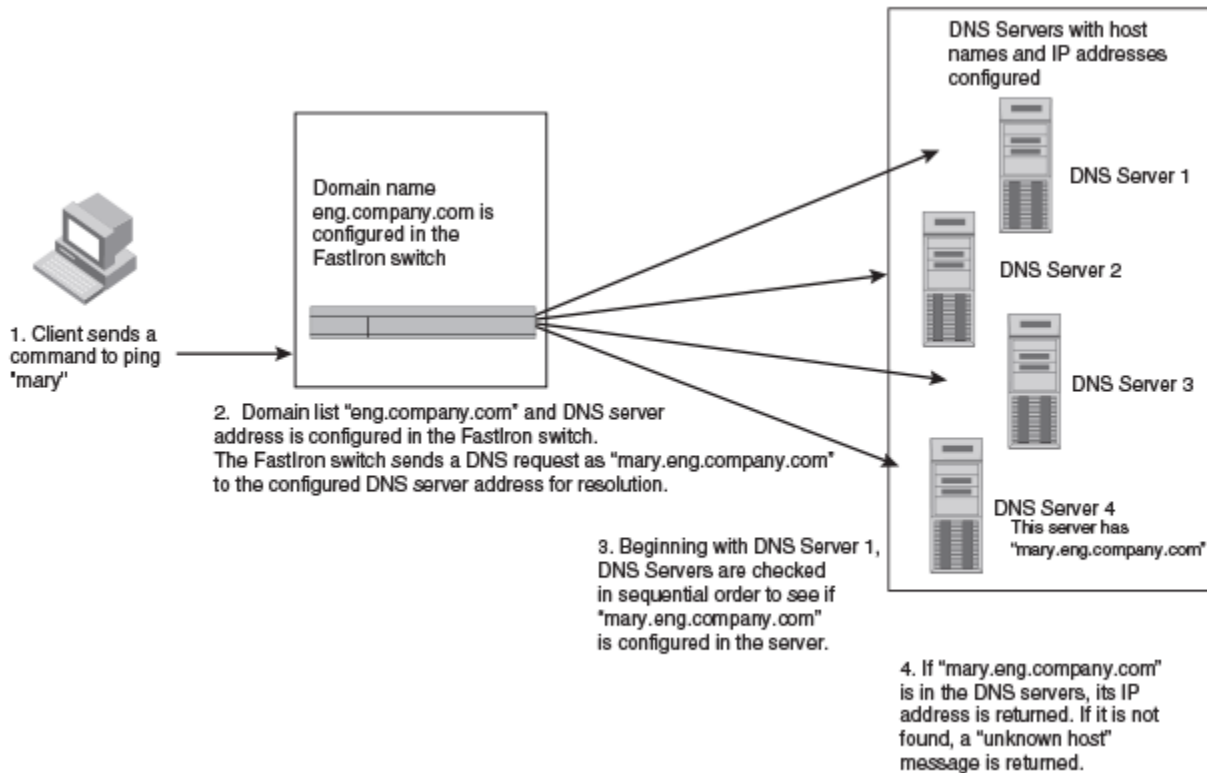 DNS Servers with host
names and IP addresses
configured
DNS Server 1
DNS Server 2
DNS Server 3
DNS Server 4
This server has
"mary.eng.company.com"
Domain name
eng.company.com is
configured in the
FastIron switch
1. Client sends a
command to ping
"mary"
2. Domain list "eng.company.com" and DNS server
address is configured in the FastIron switch.
The FastIron switch sends a DNS request as "mary.eng.company.com"
to the configured DNS server address for resolution.
3. Beginning with DNS Server 1,
DNS Servers are checked
in sequential order to see if
"mary.eng.company.com"
is configured in the server.
4. If "mary.eng.company.com"
is in the DNS servers, its IP
address is returned. If it is not
found, a "unknown host"
message is returned.